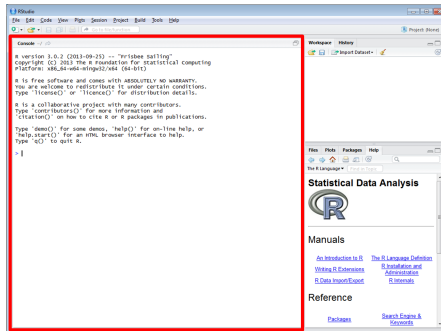 RStudio
File Edit Code View Plots Session Project Build Tools Help
Project: (None)
Console ~/
R version 3.0.2 (2013-09-25) -- "Frisbee Sailing"
Copyright (C) 2013 The R Foundation for Statistical Computing
Platform: x86_64-w64-mingw32/x64 (64-bit)
R is free software and comes with ABSOLUTELY NO WARRANTY.
You are welcome to redistribute it under certain conditions.
Type 'license()' or 'licence()' for distribution details.
R is a collaborative project with many contributors.
Type 'contributors()' for more information and
'citation()' on how to cite R or R packages in publications.
Type 'demo()' for some demos, 'help()' for on-line help, or
'help.start()' for an HTML browser interface to help.
Type 'q()' to quit R.
>
Workspace History
Import Dataset
Files Plots Packages Help
The R Language
Statistical Data Analysis
R
Manuals
An Introduction to R The R Language Definition
Writing R Extensions R Installation and Administration
R Data Import/Export R Internals
Reference
Packages Search Engine & Keywords